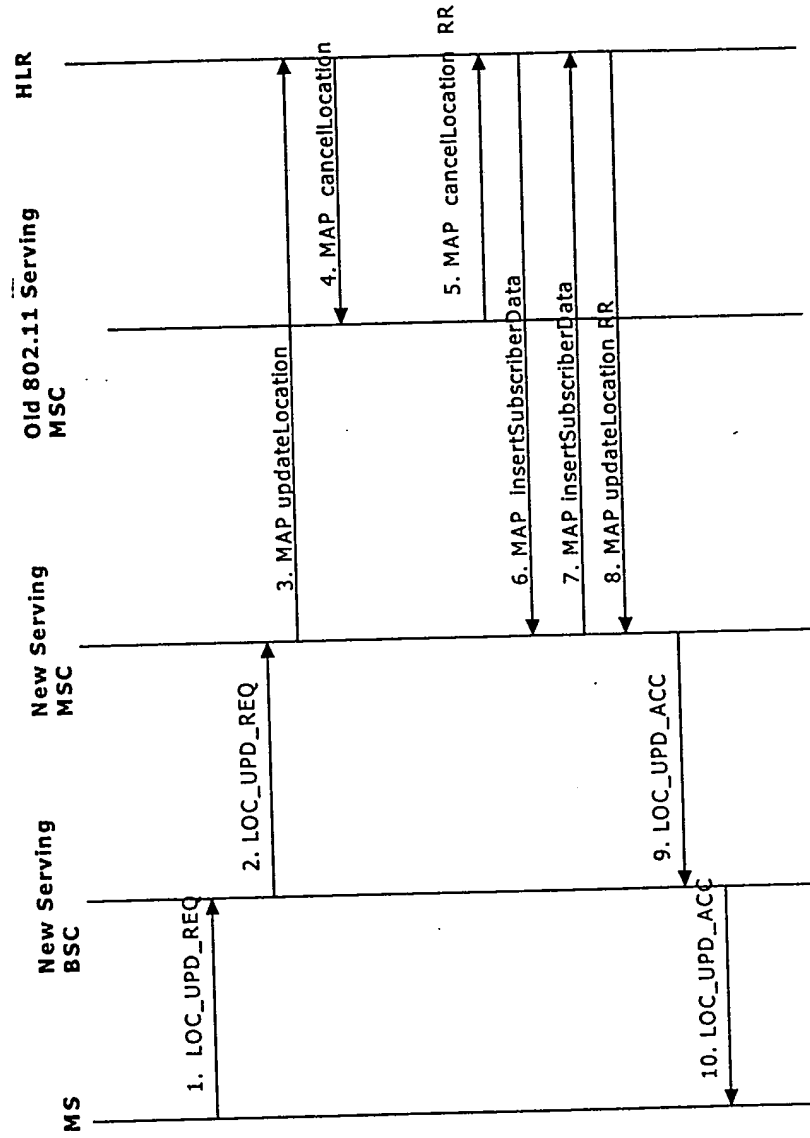 MS
New Serving
BSC
New Serving
MSC
Old 802.11 Serving
MSC
HLR
1. LOC_UPD_REQ
2. LOC_UPD_REQ
3. MAP updateLocation
4. MAP cancelLocation
5. MAP cancelLocation RR
6. MAP insertSubscriberData
7. MAP insertSubscriberData
8. MAP updateLocation RR
9. LOC_UPD_ACC
10. LOC_UPD_ACC